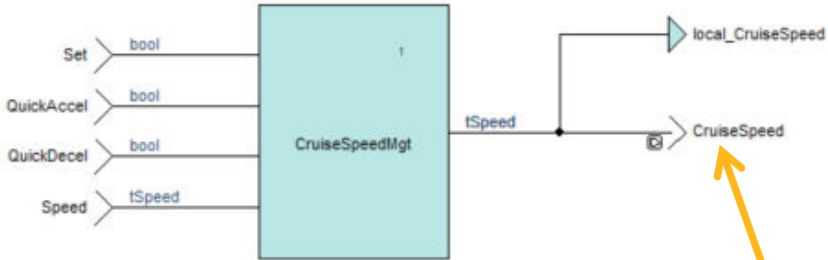 Set
bool
QuickAccel
bool
QuickDecel
bool
Speed
tSpeed
1
CruiseSpeedMgt
tSpeed
local_CruiseSpeed
CruiseSpeed